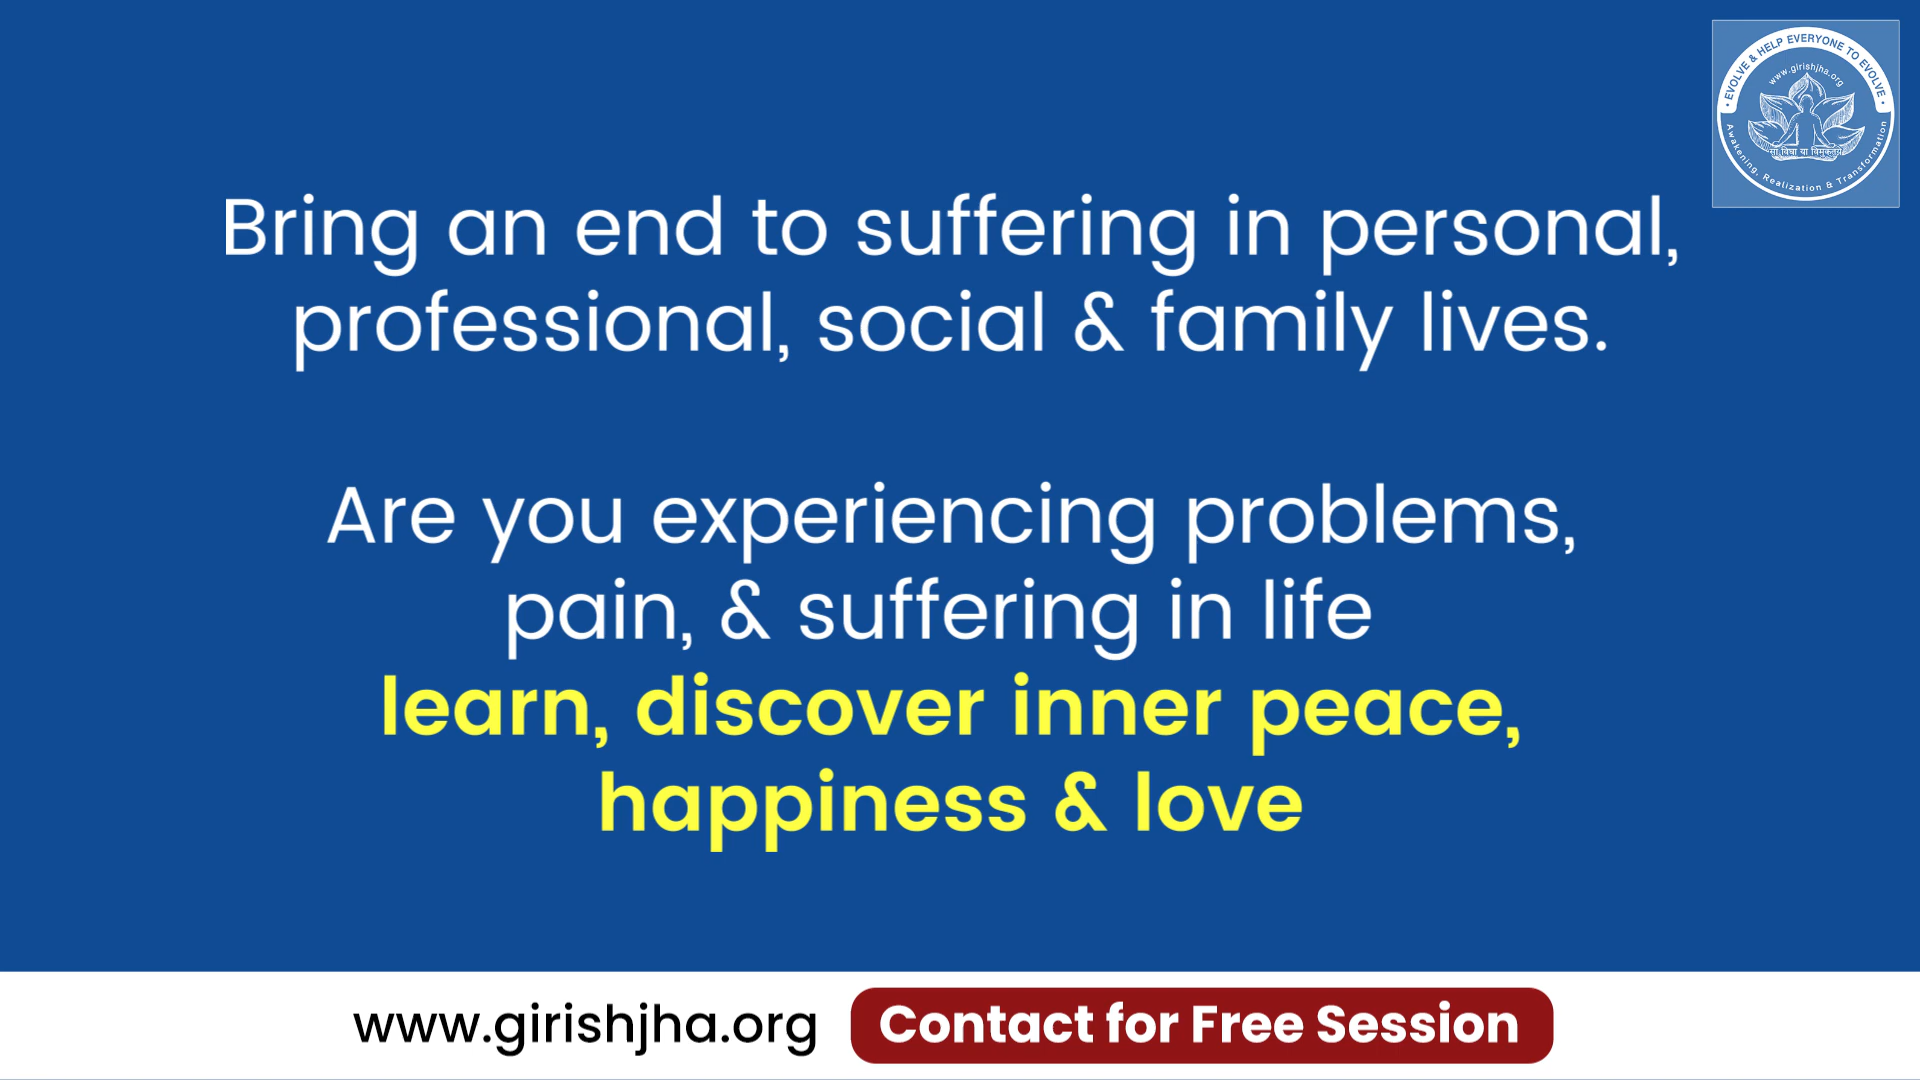 • EVOLVE & HELP EVERYONE TO EVOLVE •
www.girishjha.org
सा विद्या या विमुक्तये
Awakening, Realization & Transformation
Bring an end to suffering in personal,
professional, social & family lives.
Are you experiencing problems,
pain, & suffering in life
learn, discover inner peace,
happiness & love
www.girishjha.org
Contact for Free Session